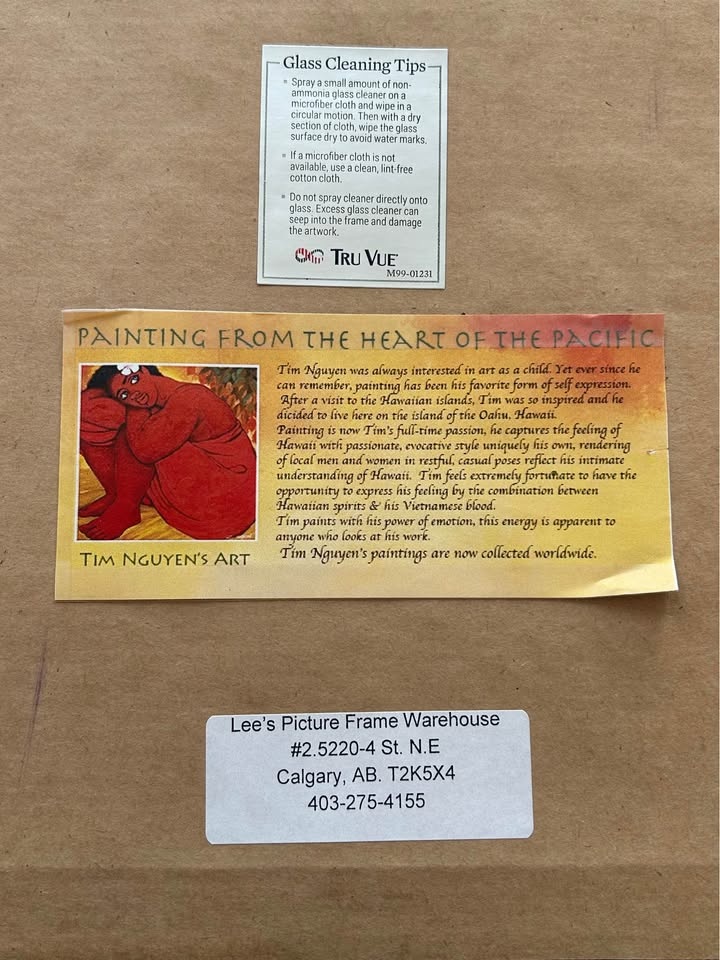 Glass Cleaning Tips
• Spray a small amount of non-
ammonia glass cleaner on a
microfiber cloth and wipe in a
circular motion. Then with a dry
section of cloth, wipe the glass
surface dry to avoid water marks.
• If a microfiber cloth is not
available, use a clean, lint-free
cotton cloth.
• Do not spray cleaner directly onto
glass. Excess glass cleaner can
seep into the frame and damage
the artwork.
TRU VUE
M99-01231
PAINTING FROM THE HEART OF THE PACIFIC
Tim Nguyen was always interested in art as a child. Yet ever since he
can remember, painting has been his favorite form of self expression.
After a visit to the Hawaiian islands, Tim was so inspired and he
dicided to live here on the island of the Oahu, Hawaii.
Painting is now Tim's full-time passion, he captures the feeling of
Hawaii with passionate, evocative style uniquely his own, rendering
of local men and women in restful, casual poses reflect his intimate
understanding of Hawaii. Tim feels extremely fortunate to have the
opportunity to express his feeling by the combination between
Hawaiian spirits & his Vietnamese blood.
Tim paints with his power of emotion, this energy is apparent to
anyone who looks at his work.
Tim Nguyen's paintings are now collected worldwide.
TIM NGUYEN'S ART
Lee's Picture Frame Warehouse
#2.5220-4 St. N.E
Calgary, AB. T2K5X4
403-275-4155